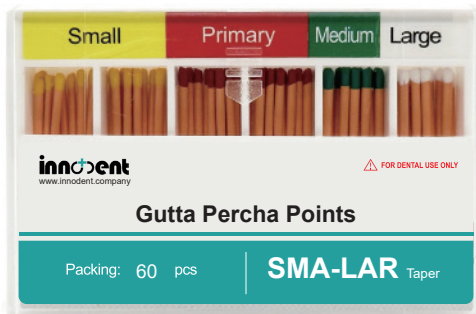 Small Primary Medium Large
innodent
www.innodent.company
FOR DENTAL USE ONLY
Gutta Percha Points
Packing: 60 pcs
SMA-LAR Taper